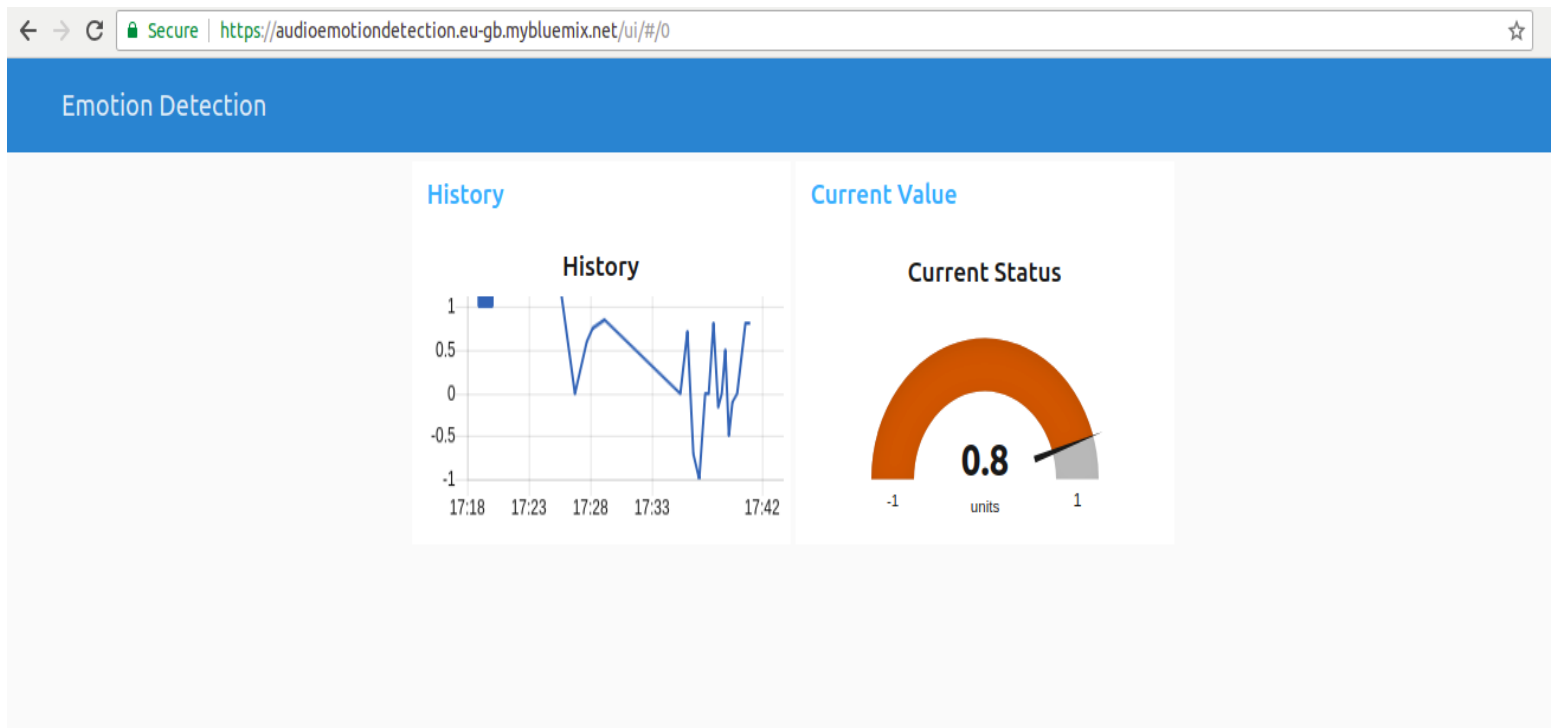 Secure | https://audioemotiondetection.eu-gb.mybluemix.net/ui/#/0
Emotion Detection
History
History
1
0.5
0
-0.5
-1
17:18 17:23 17:28 17:33 17:42
Current Value
Current Status
0.8
-1 units 1